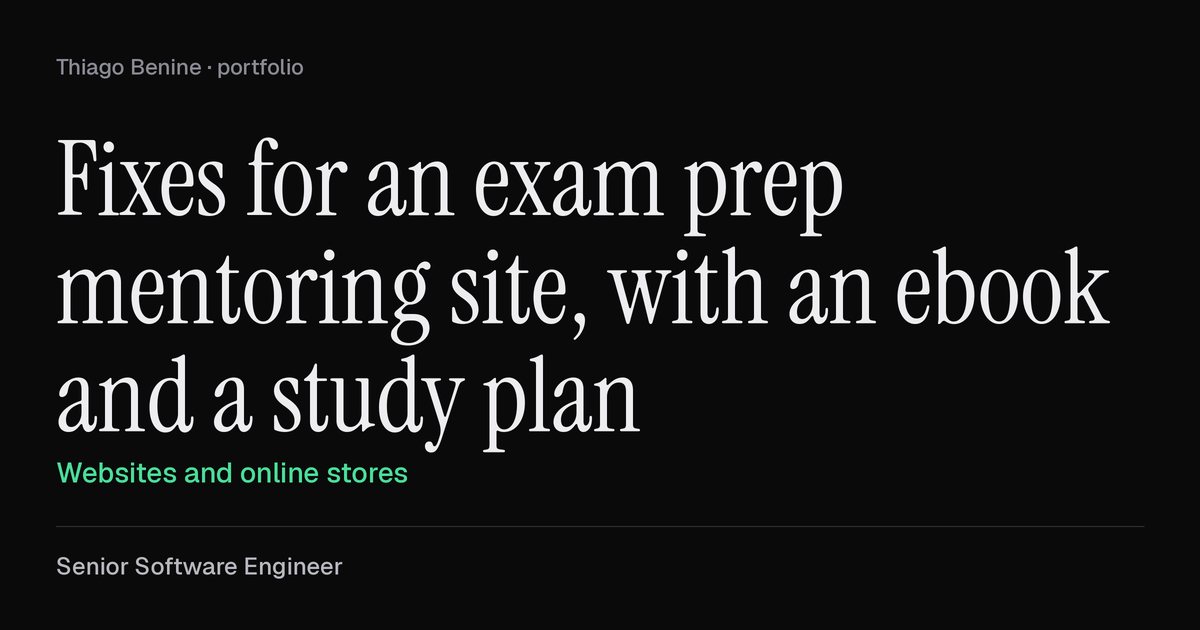 Thiago Benine · portfolio
Fixes for an exam prep
mentoring site, with an ebook
and a study plan
Websites and online stores
Senior Software Engineer